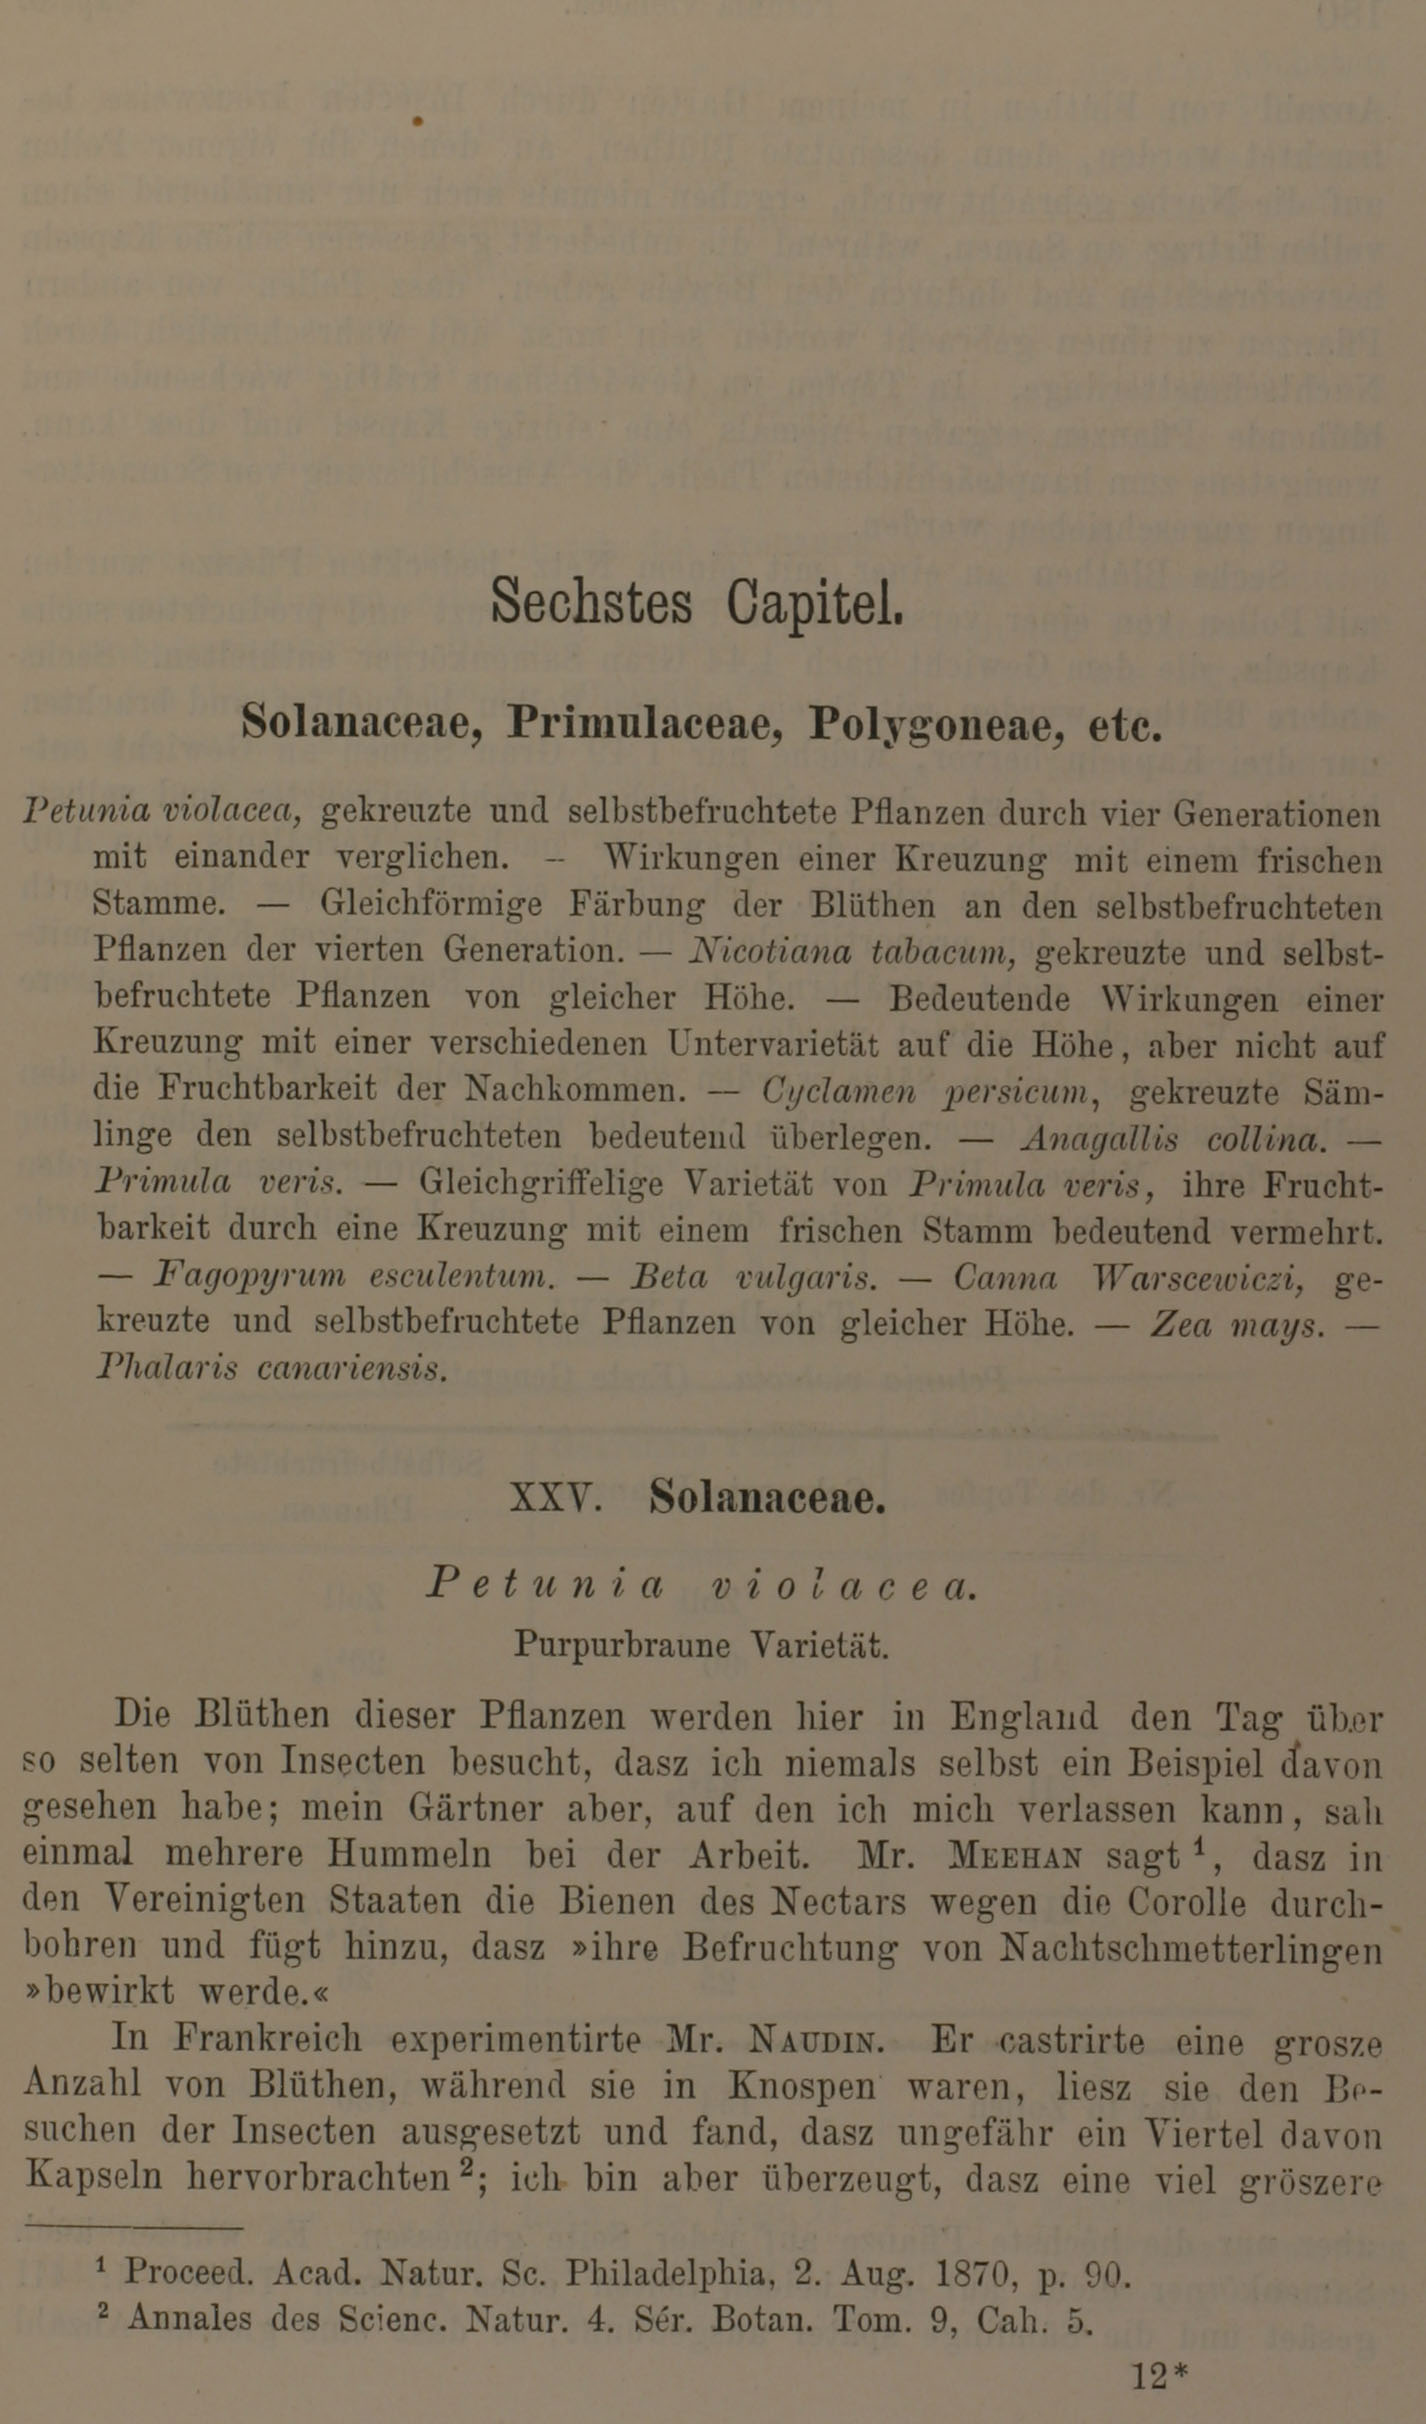 Sechstes Capitel.
Solanaceae, Primulaceae, Polygoneae, etc.
Petunia violacea, gekreuzte und selbstbefruchtete Pflanzen durch vier Generationen
mit einander verglichen. – Wirkungen einer Kreuzung mit einem frischen
Stamme. — Gleichförmige Färbung der Blüthen an den selbstbefruchteten
Pflanzen der vierten Generation. — Nicotiana tabacum, gekreuzte und selbst-
befruchtete Pflanzen von gleicher Höhe. — Bedeutende Wirkungen einer
Kreuzung mit einer verschiedenen Untervarietät auf die Höhe, aber nicht auf
die Fruchtbarkeit der Nachkommen. — Cyclamen persicum, gekreuzte Säm-
linge den selbstbefruchteten bedeutend überlegen. — Anagallis collina. —
Primula veris. — Gleichgriffelige Varietät von Primula veris, ihre Frucht-
barkeit durch eine Kreuzung mit einem frischen Stamm bedeutend vermehrt.
— Fagopyrum esculentum. — Beta vulgaris. — Canna Warscewiczi, ge-
kreuzte und selbstbefruchtete Pflanzen von gleicher Höhe. — Zea mays. —
Phalaris canariensis.
XXV. Solanaceae.
Petunia violacea.
Purpurbraune Varietät.
Die Blüthen dieser Pflanzen werden hier in England den Tag über
so selten von Insecten besucht, dasz ich niemals selbst ein Beispiel davon
gesehen habe; mein Gärtner aber, auf den ich mich verlassen kann, sah
einmal mehrere Hummeln bei der Arbeit. Mr. MEEHAN sagt ¹, dasz in
den Vereinigten Staaten die Bienen des Nectars wegen die Corolle durch-
bohren und fügt hinzu, dasz »ihre Befruchtung von Nachtschmetterlingen
»bewirkt werde.«
In Frankreich experimentirte Mr. NAUDIN. Er castrirte eine grosze
Anzahl von Blüthen, während sie in Knospen waren, liesz sie den Be-
suchen der Insecten ausgesetzt und fand, dasz ungefähr ein Viertel davon
Kapseln hervorbrachten ²; ich bin aber überzeugt, dasz eine viel gröszere
¹ Proceed. Acad. Natur. Sc. Philadelphia, 2. Aug. 1870, p. 90.
² Annales des Scienc. Natur. 4. Sér. Botan. Tom. 9, Cah. 5.
12*